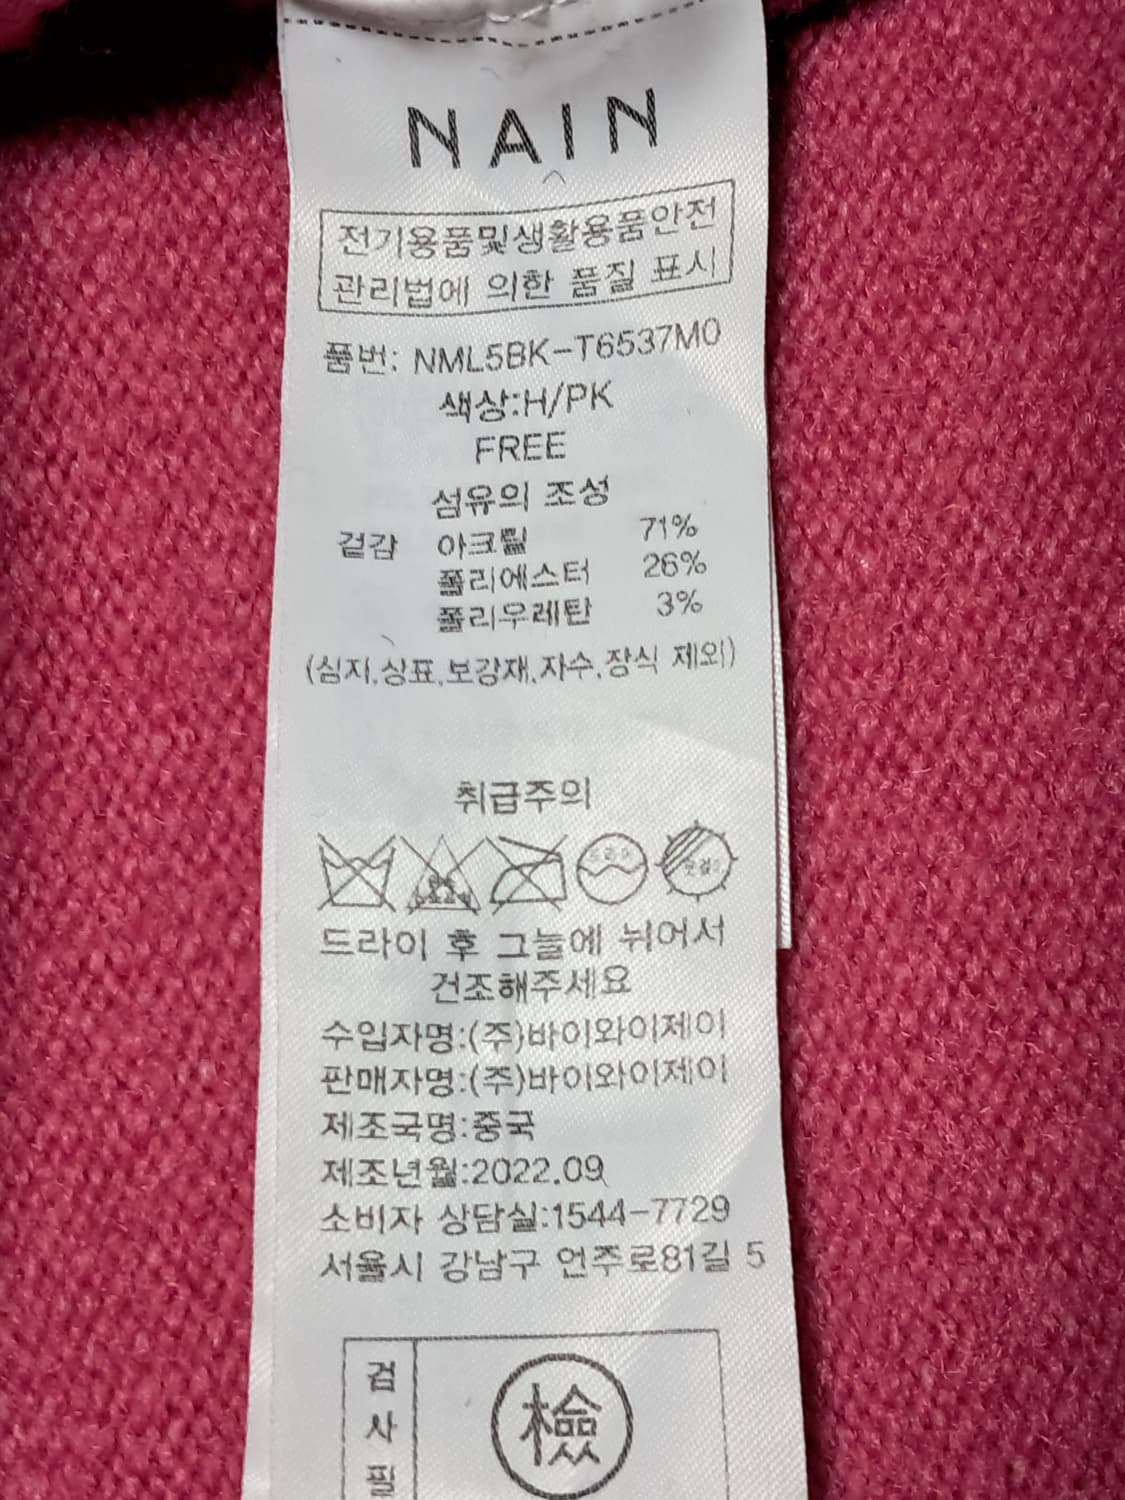 NAIN
전기용품및생활용품안전
관리법에 의한 품질 표시
품번: NML5BK-T6537M0
색상:H/PK
FREE
섬유의 조성
겉감 아크릴 71%
폴리에스터 26%
폴리우레탄 3%
(심지,상표,보강재,자수,장식 제외)
취급주의
드라이
드라이 후 그늘에 뉘어서
건조해주세요
수입자명:(주)바이와이제이
판매자명:(주)바이와이제이
제조국명:중국
제조년월:2022.09
소비자 상담실:1544-7729
서울시 강남구 언주로81길 5
검사필
檢